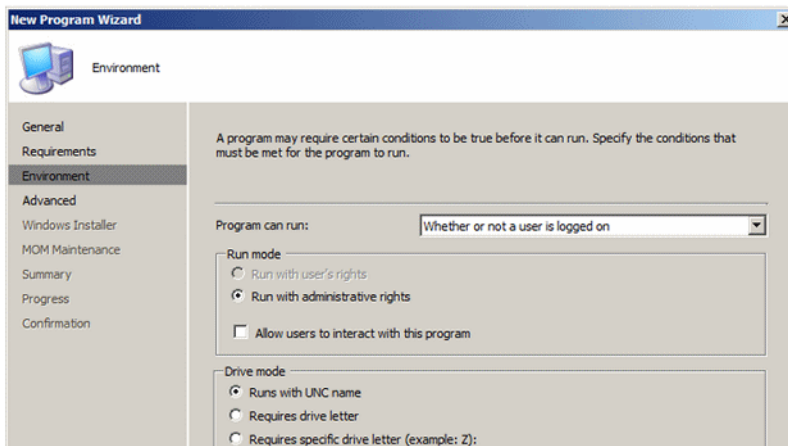 New Program Wizard
Environment
General
Requirements
Environment
Advanced
Windows Installer
MOM Maintenance
Summary
Progress
Confirmation
A program may require certain conditions to be true before it can run. Specify the conditions that
must be met for the program to run.
Program can run:
Whether or not a user is logged on
Run mode
Run with user's rights
Run with administrative rights
Allow users to interact with this program
Drive mode
Runs with UNC name
Requires drive letter
Requires specific drive letter (example: Z):